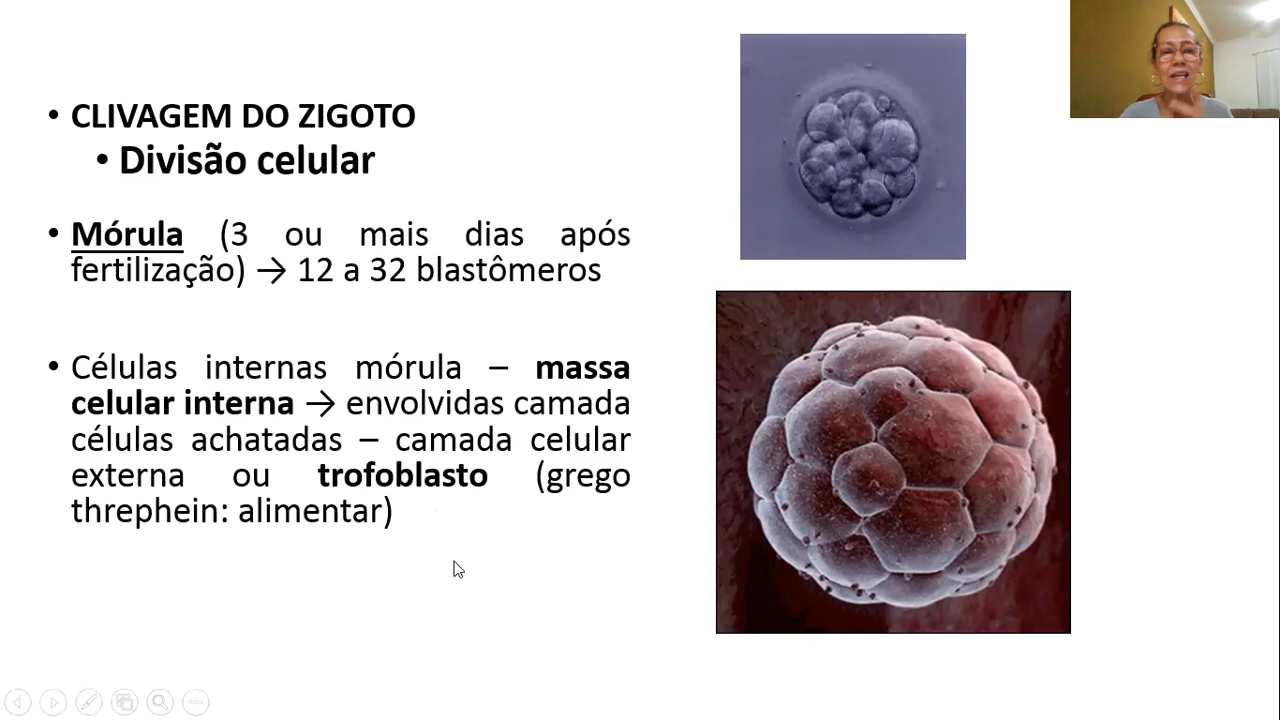 • CLIVAGEM DO ZIGOTO
• Divisão celular
• Mórula (3 ou mais dias após
fertilização) → 12 a 32 blastômeros
• Células internas mórula – massa
celular interna → envolvidas camada
células achatadas – camada celular
externa ou trofoblasto (grego
threphein: alimentar)